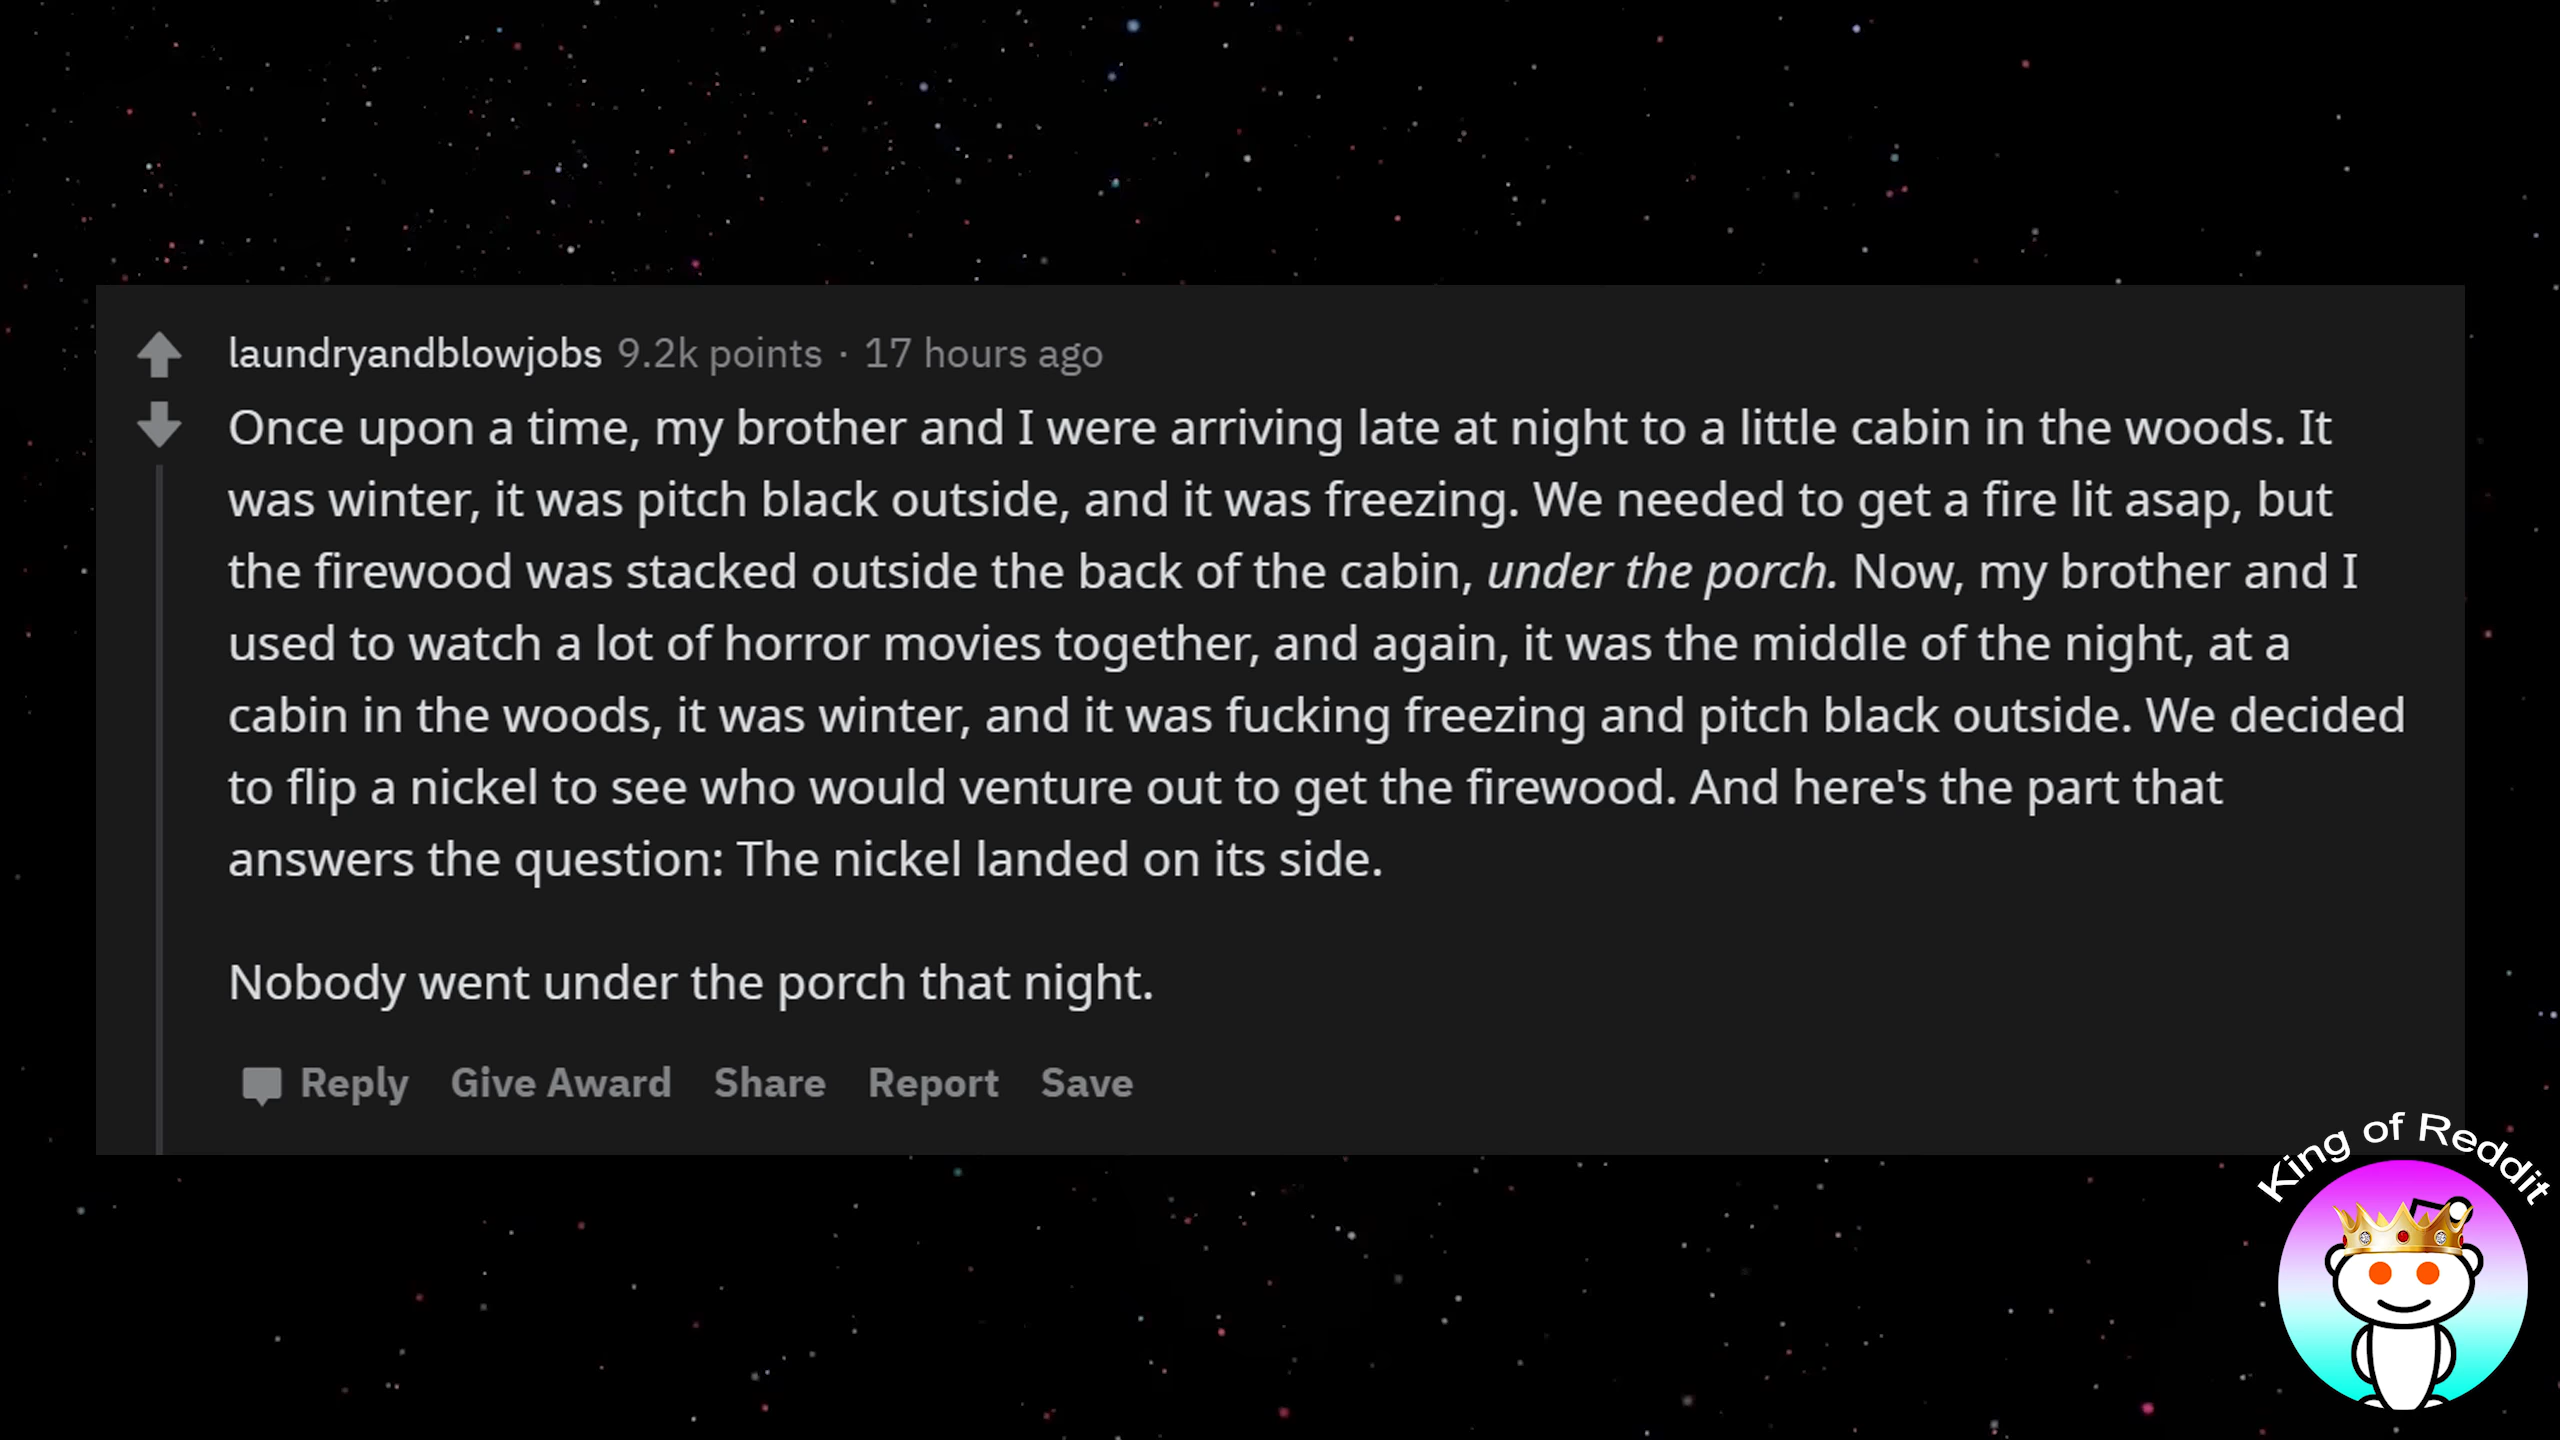 laundryandblowjobs 9.2k points · 17 hours ago
Once upon a time, my brother and I were arriving late at night to a little cabin in the woods. It
was winter, it was pitch black outside, and it was freezing. We needed to get a fire lit asap, but
the firewood was stacked outside the back of the cabin, under the porch. Now, my brother and I
used to watch a lot of horror movies together, and again, it was the middle of the night, at a
cabin in the woods, it was winter, and it was fucking freezing and pitch black outside. We decided
to flip a nickel to see who would venture out to get the firewood. And here's the part that
answers the question: The nickel landed on its side.
Nobody went under the porch that night.
Reply Give Award Share Report Save
King of Reddit